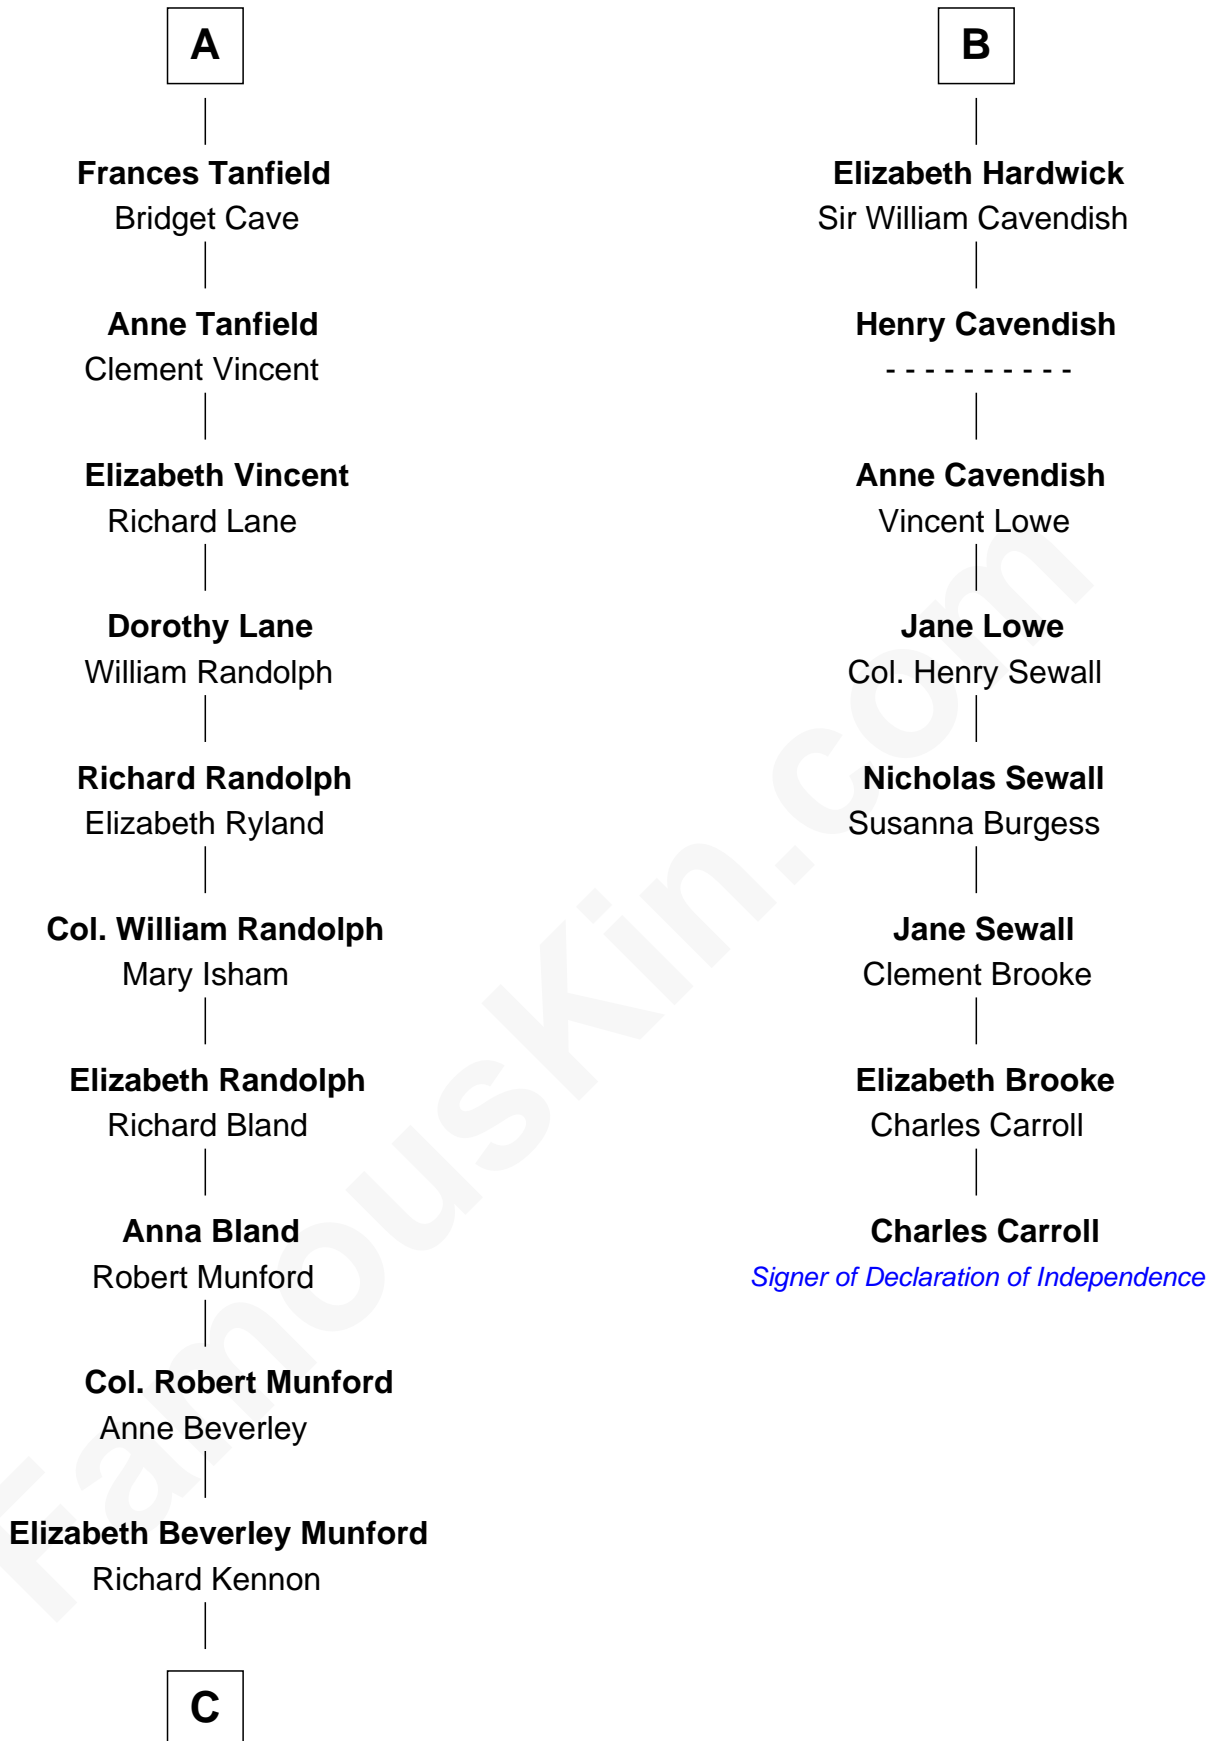 A
Frances Tanfield
Bridget Cave
Anne Tanfield
Clement Vincent
Elizabeth Vincent
Richard Lane
Dorothy Lane
William Randolph
Richard Randolph
Elizabeth Ryland
Col. William Randolph
Mary Isham
Elizabeth Randolph
Richard Bland
Anna Bland
Robert Munford
Col. Robert Munford
Anne Beverley
Elizabeth Beverley Munford
Richard Kennon
C
B
Elizabeth Hardwick
Sir William Cavendish
Henry Cavendish
- - - - - - - - - -
Anne Cavendish
Vincent Lowe
Jane Lowe
Col. Henry Sewall
Nicholas Sewall
Susanna Burgess
Jane Sewall
Clement Brooke
Elizabeth Brooke
Charles Carroll
Charles Carroll
Signer of Declaration of Independence
FamousKin.com